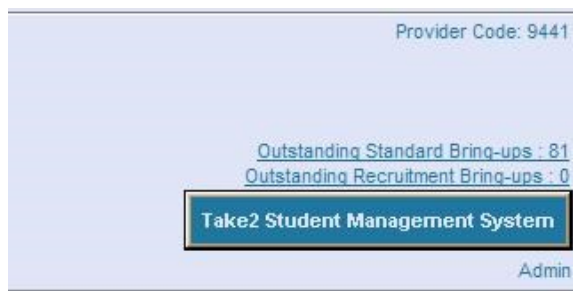 Provider Code: 9441
Outstanding Standard Bring-ups : 81
Outstanding Recruitment Bring-ups : 0
Take2 Student Management System
Admin